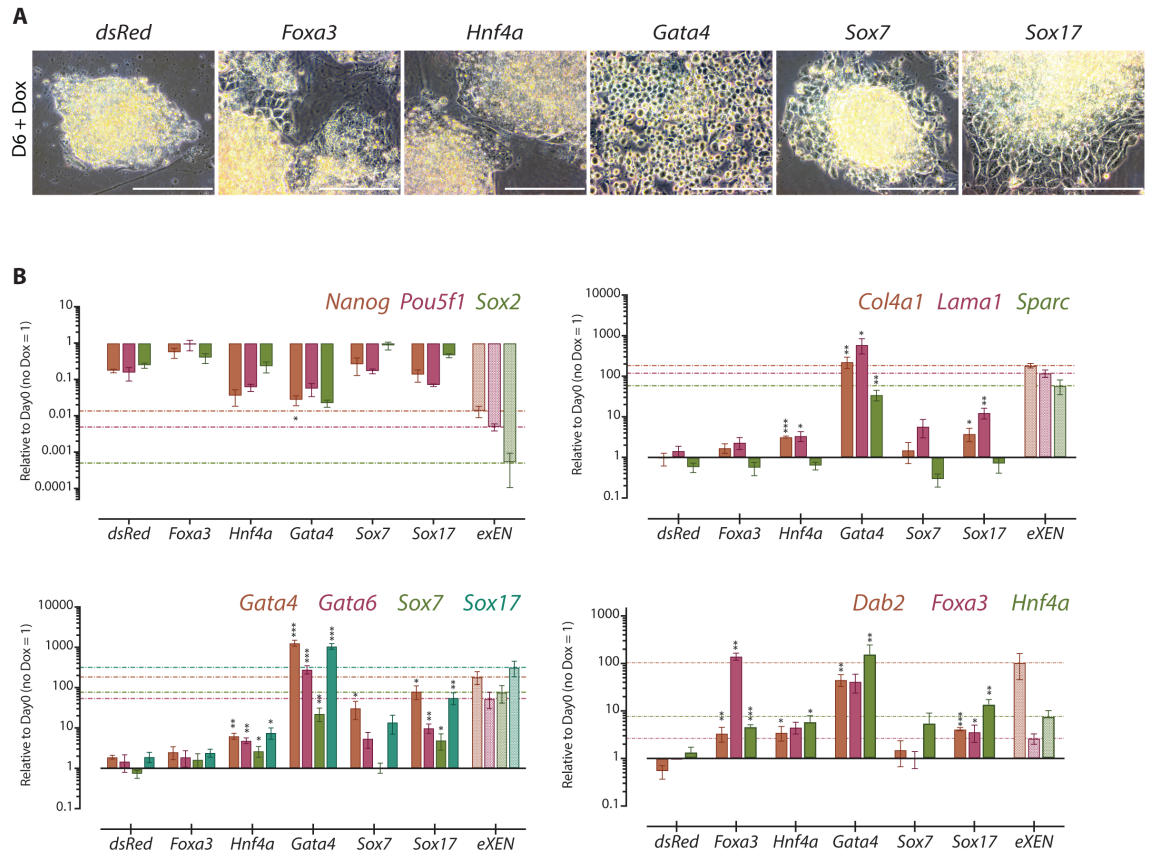 A
dsRed Foxa3 Hnf4a Gata4 Sox7 Sox17
D6 + Dox
B
Nanog Pou5f1 Sox2
Relative to Day0 (no Dox = 1)
10
1
0.1
0.01
0.001
0.0001
*
dsRed Foxa3 Hnf4a Gata4 Sox7 Sox17 eXEN
Col4a1 Lama1 Sparc
Relative to Day0 (no Dox = 1)
10000
1000
100
10
1
0.1
*** * ** * ** * **
dsRed Foxa3 Hnf4a Gata4 Sox7 Sox17 eXEN
Gata4 Gata6 Sox7 Sox17
Relative to Day0 (no Dox = 1)
10000
1000
100
10
1
0.1
** ** * * *** *** ** *** * * ** * **
dsRed Foxa3 Hnf4a Gata4 Sox7 Sox17 eXEN
Dab2 Foxa3 Hnf4a
Relative to Day0 (no Dox = 1)
1000
100
10
1
0.1
** ** *** * * ** ** *** * **
dsRed Foxa3 Hnf4a Gata4 Sox7 Sox17 eXEN